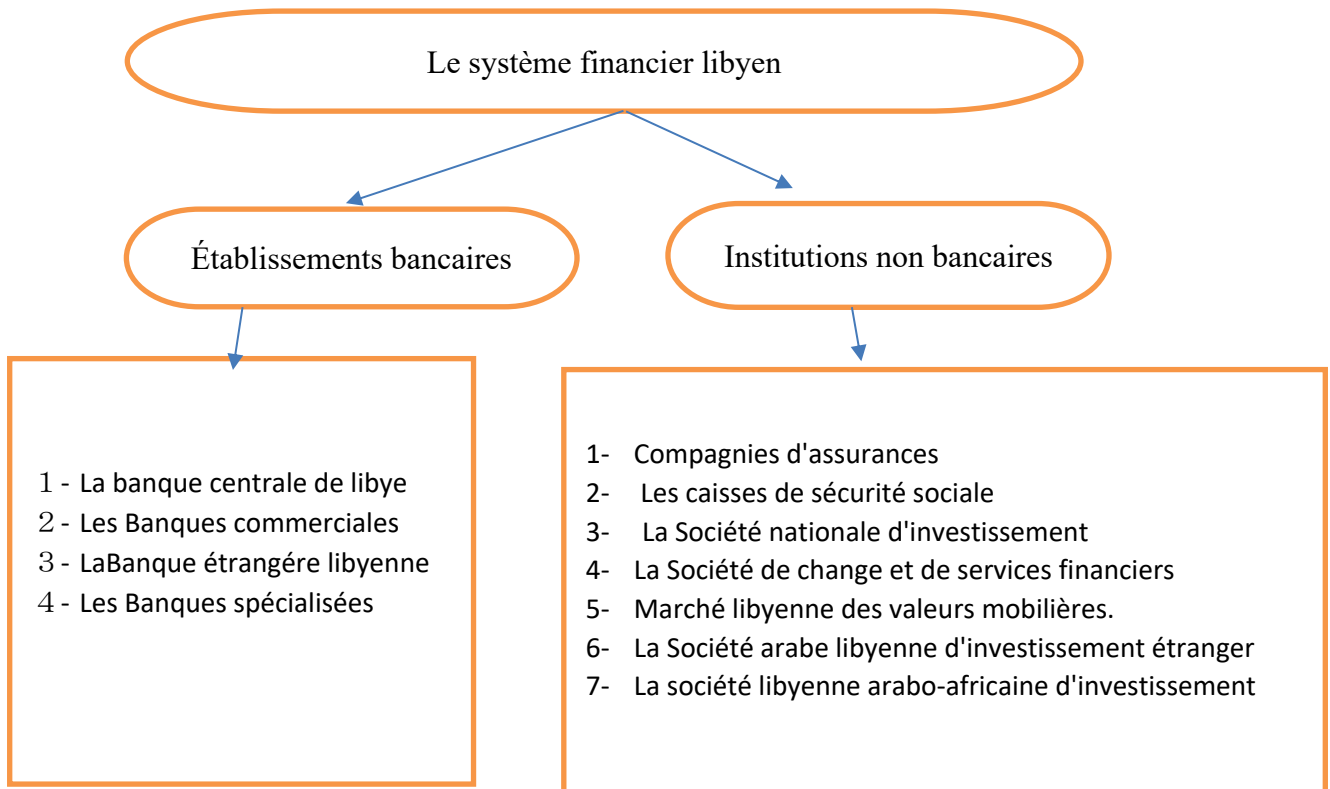 Le système financier libyen
Établissements bancaires
Institutions non bancaires
1 - La banque centrale de libye
2 - Les Banques commerciales
3 - LaBanque étrangére libyenne
4 - Les Banques spécialisées
1- Compagnies d'assurances
2- Les caisses de sécurité sociale
3- La Société nationale d'investissement
4- La Société de change et de services financiers
5- Marché libyenne des valeurs mobilières.
6- La Société arabe libyenne d'investissement étranger
7- La société libyenne arabo-africaine d'investissement